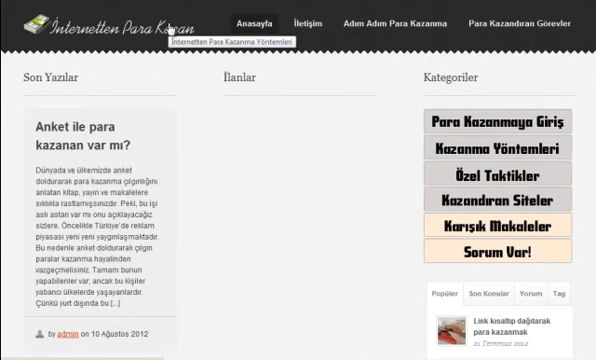 İnternetten Para Kazan
Anasayfa
İletişim
Adım Adım Para Kazanma
Para Kazandıran Görevler
İnternetten Para Kazanma Yöntemleri
Son Yazılar
İlanlar
Kategoriler
Anket ile para
kazanan var mı?
Dünyada ve ülkemizde anket
doldurarak para kazanma çılgınlığını
anlatan kitap, yayın ve makalelere
sıklıkla rastlamışsınızdır. Peki, bu işi
aslı astarı var mı onu açıklayacağız
sizlere. Öncelikle Türkiye'de reklam
piyasası yeni yeni yaygınlaşmaktadır.
Bu nedenle anket doldurarak çılgın
paralar kazanma hayalinden
vazgeçmelisiniz. Tamam bunun
yapabilenler var; ancak bu kişiler
yabancı ülkelerde yaşayanlardır.
Çünkü yurt dışında bu [...]
by admin on 10 Ağustos 2012
Para Kazanmaya Giriş
Kazanma Yöntemleri
Özel Taktikler
Kazandıran Siteler
Karışık Makaleler
Sorum Var!
Popüler
Son Konular
Yorum
Tag
Link kısaltıp dağıtarak
para kazanmak
21 Temmuz 2012